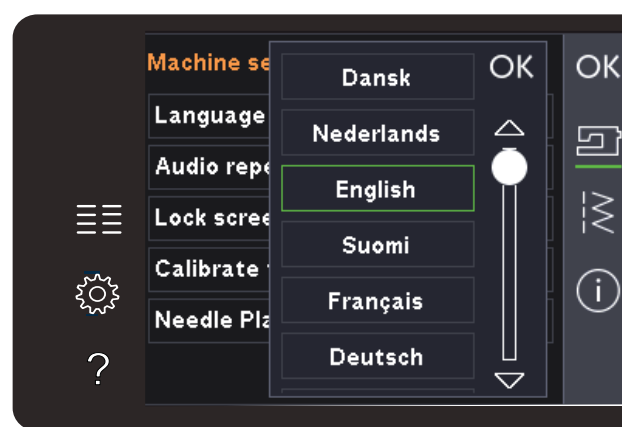 Machine se
Language
Audio repe
Lock scree
Calibrate
Needle Pla
Dansk
Nederlands
English
Suomi
Français
Deutsch
OK
OK
i
?